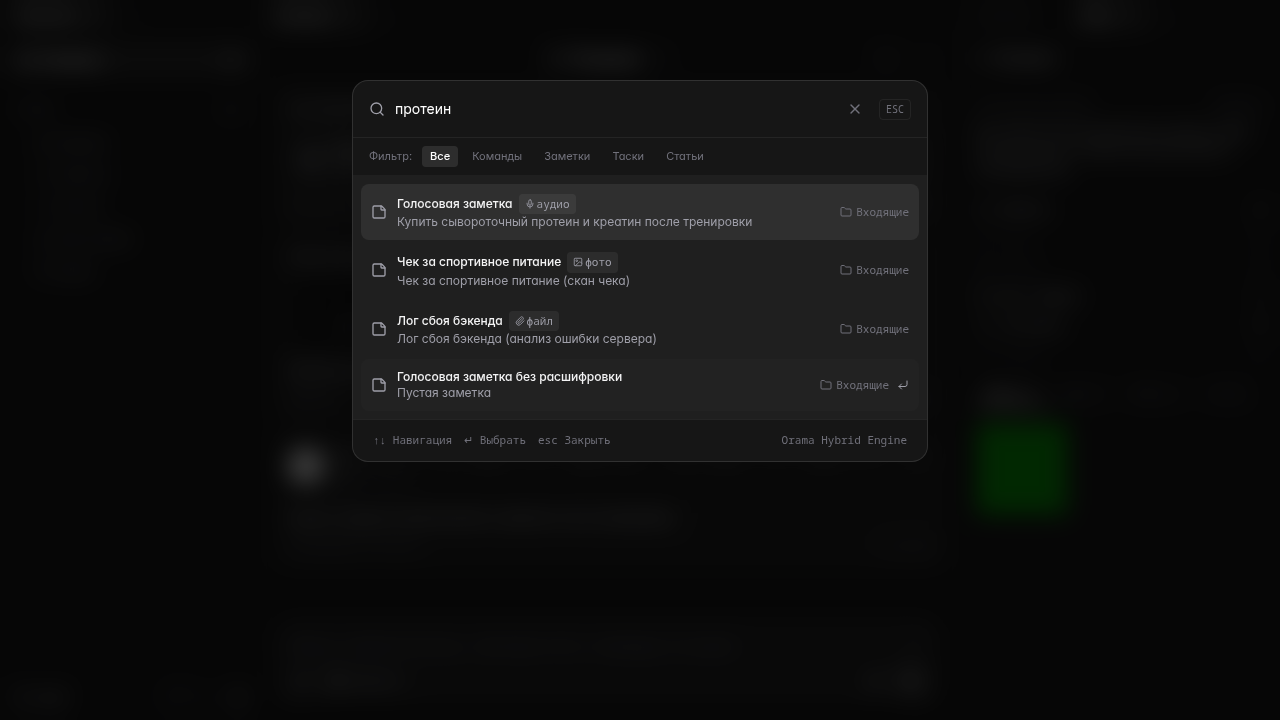 протеин ESC
Фильтр: Все Команды Заметки Таски Статьи
Голосовая заметка аудио
Купить сывороточный протеин и креатин после тренировки
Входящие
Чек за спортивное питание фото
Чек за спортивное питание (скан чека)
Входящие
Лог сбоя бэкенда файл
Лог сбоя бэкенда (анализ ошибки сервера)
Входящие
Голосовая заметка без расшифровки
Пустая заметка
Входящие ↵
↑↓ Навигация ↵ Выбрать esc Закрыть Orama Hybrid Engine